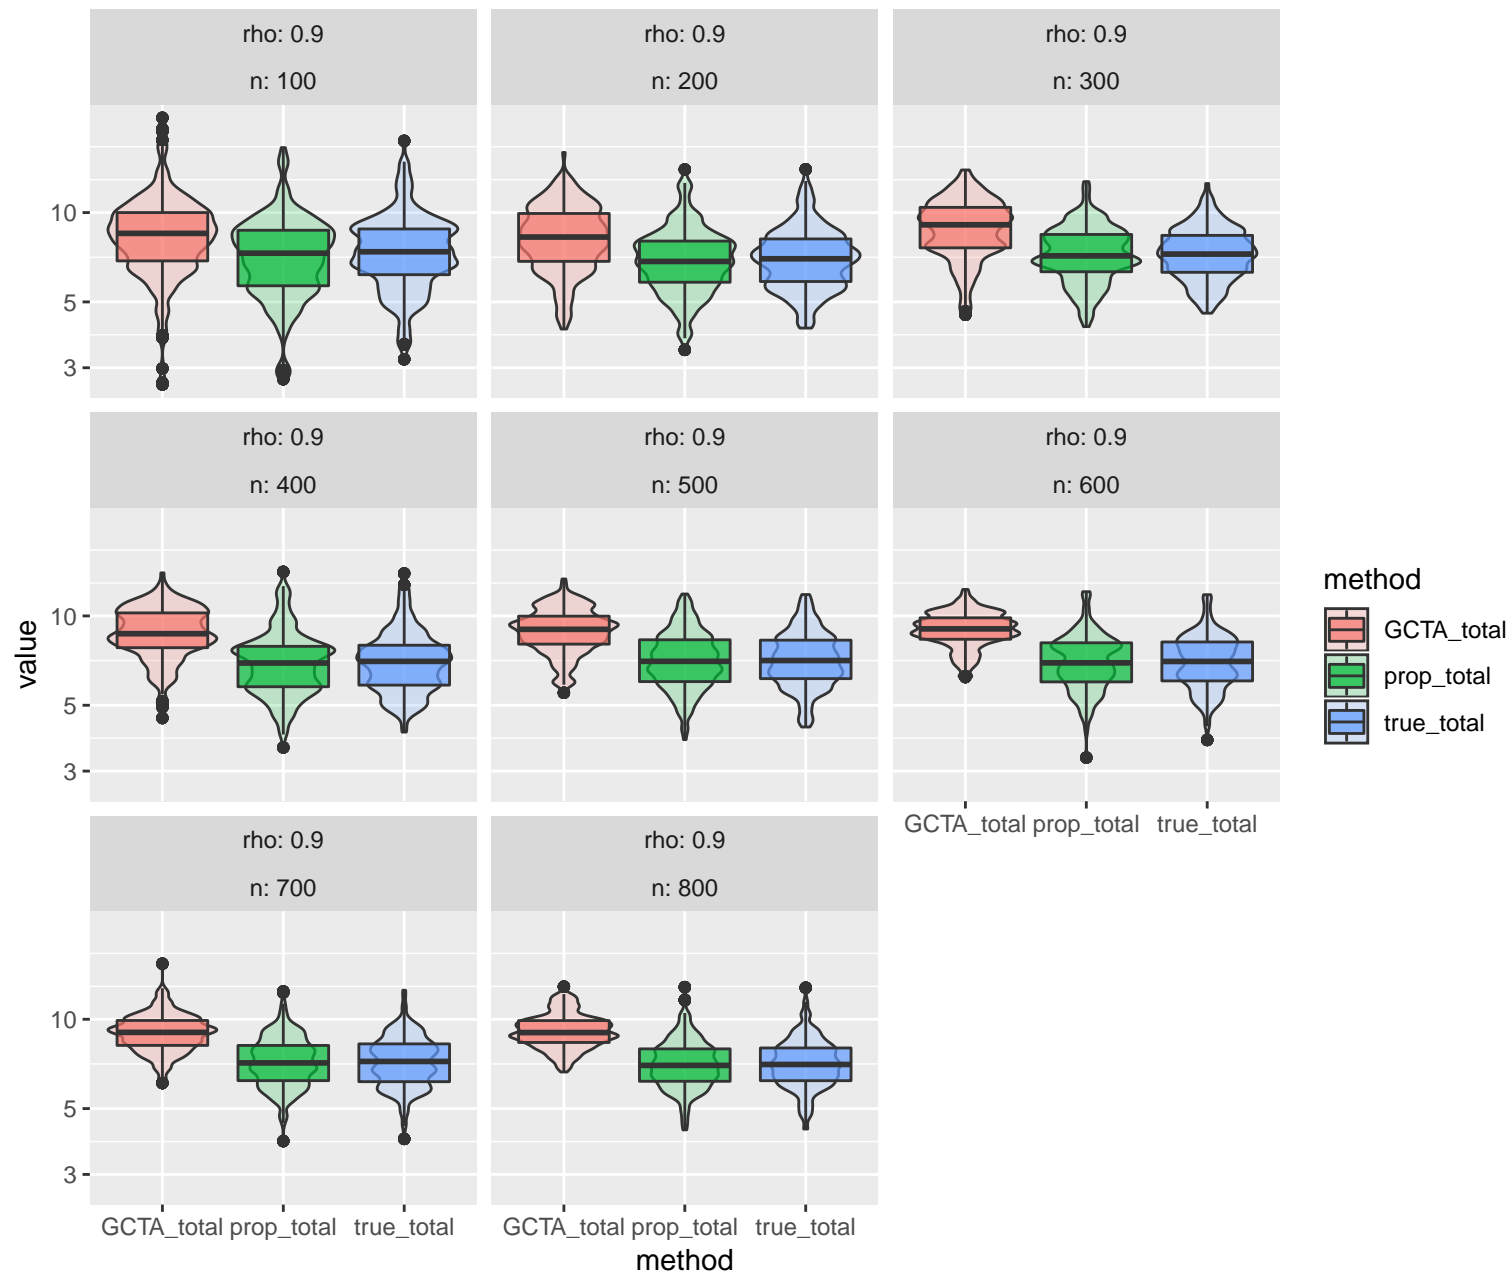 rho: 0.9
n: 100
rho: 0.9
n: 200
rho: 0.9
n: 300
10
5
3
rho: 0.9
n: 400
rho: 0.9
n: 500
rho: 0.9
n: 600
10
5
3
GCTA_total prop_total true_total
rho: 0.9
n: 700
rho: 0.9
n: 800
10
5
3
GCTA_total prop_total true_total
GCTA_total prop_total true_total
method
value
method
GCTA_total
prop_total
true_total